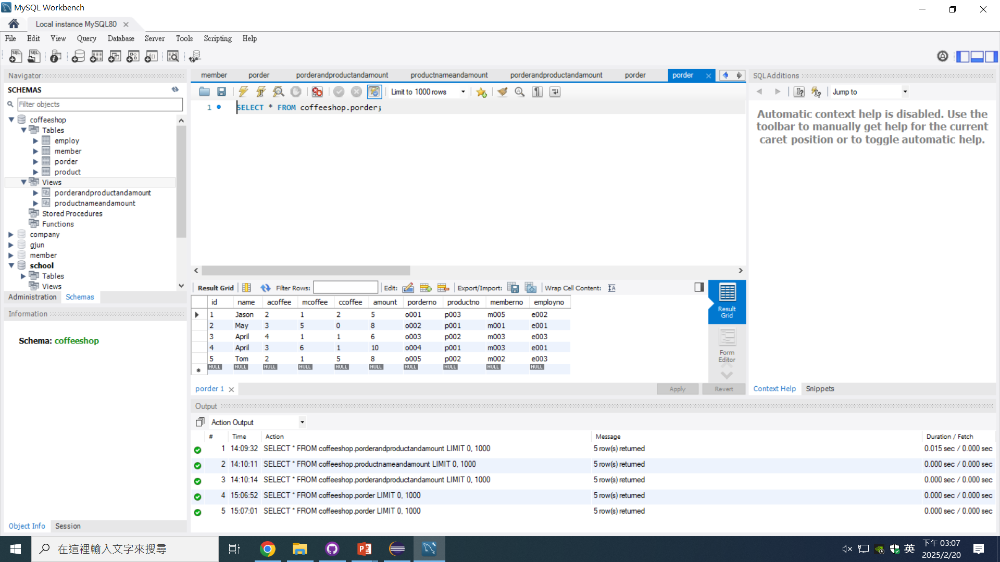 MySQL Workbench
Local instance MySQL80
File Edit View Query Database Server Tools Scripting Help
Navigator
SCHEMAS
Filter objects
coffeeshop
Tables
employ
member
porder
product
Views
porderandproductandamount
productnameandamount
Stored Procedures
Functions
company
gjun
member
school
Tables
Views
Administration Schemas
Information
Schema: coffeeshop
Object Info Session
member porder porderandproductandamount productnameandamount porderandproductandamount porder porder
Limit to 1000 rows
1 SELECT * FROM coffeeshop.porder;
Result Grid Filter Rows: Edit: Export/Import: Wrap Cell Content:
id name acoffee mcoffee ccoffee amount porderno productno memberno employno
1 Jason 2 1 2 5 o001 p003 m005 e002
2 May 3 5 0 8 o002 p001 m001 e001
3 April 4 1 1 6 o003 p002 m003 e003
4 April 3 6 1 10 o004 p001 m003 e001
5 Tom 2 1 5 8 o005 p002 m002 e003
NULL NULL NULL NULL NULL NULL NULL NULL NULL NULL
Result
Grid
Form
Editor
porder 1 Apply Revert
SQLAdditions
Jump to
Automatic context help is disabled. Use the
toolbar to manually get help for the current
caret position or to toggle automatic help.
Context Help Snippets
Output
Action Output
# Time Action Message Duration / Fetch
1 14:09:32 SELECT * FROM coffeeshop.porderandproductandamount LIMIT 0, 1000 5 row(s) returned 0.015 sec / 0.000 sec
2 14:10:11 SELECT * FROM coffeeshop.productnameandamount LIMIT 0, 1000 5 row(s) returned 0.000 sec / 0.000 sec
3 14:10:14 SELECT * FROM coffeeshop.porderandproductandamount LIMIT 0, 1000 5 row(s) returned 0.000 sec / 0.000 sec
4 15:06:52 SELECT * FROM coffeeshop.porder LIMIT 0, 1000 5 row(s) returned 0.000 sec / 0.000 sec
5 15:07:01 SELECT * FROM coffeeshop.porder LIMIT 0, 1000 5 row(s) returned 0.000 sec / 0.000 sec
在這裡輸入文字來搜尋
英
下午 03:07
2025/2/20